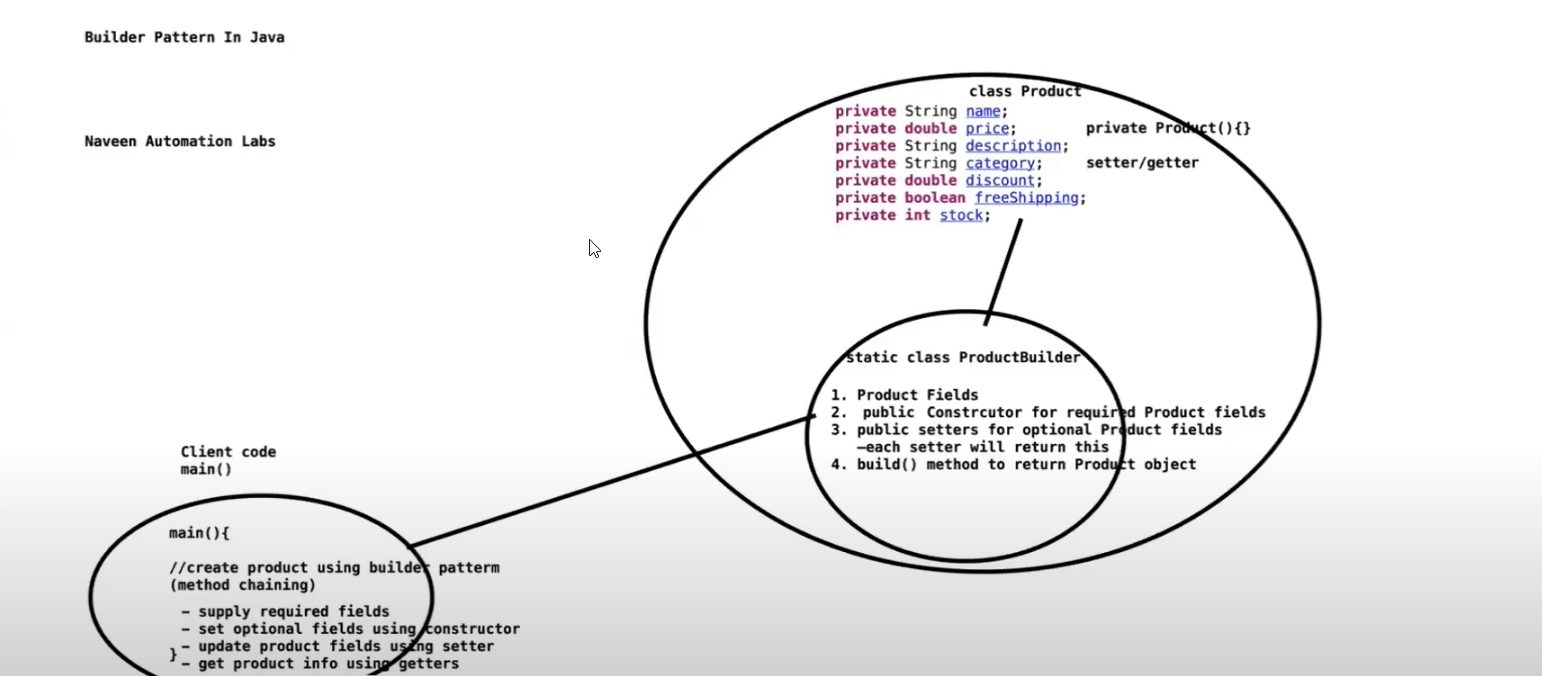 Builder Pattern In Java
Naveen Automation Labs
class Product
private String name;
private double price;
private String description;
private String category;
private double discount;
private boolean freeShipping;
private int stock;
private Product(){}
setter/getter
static class ProductBuilder
1. Product Fields
2. public Constrcutor for required Product fields
3. public setters for optional Product fields
—each setter will return this
4. build() method to return Product object
Client code
main()
main(){
//create product using builder patterm
(method chaining)
- supply required fields
- set optional fields using constructor
- update product fields using setter
- get product info using getters
}